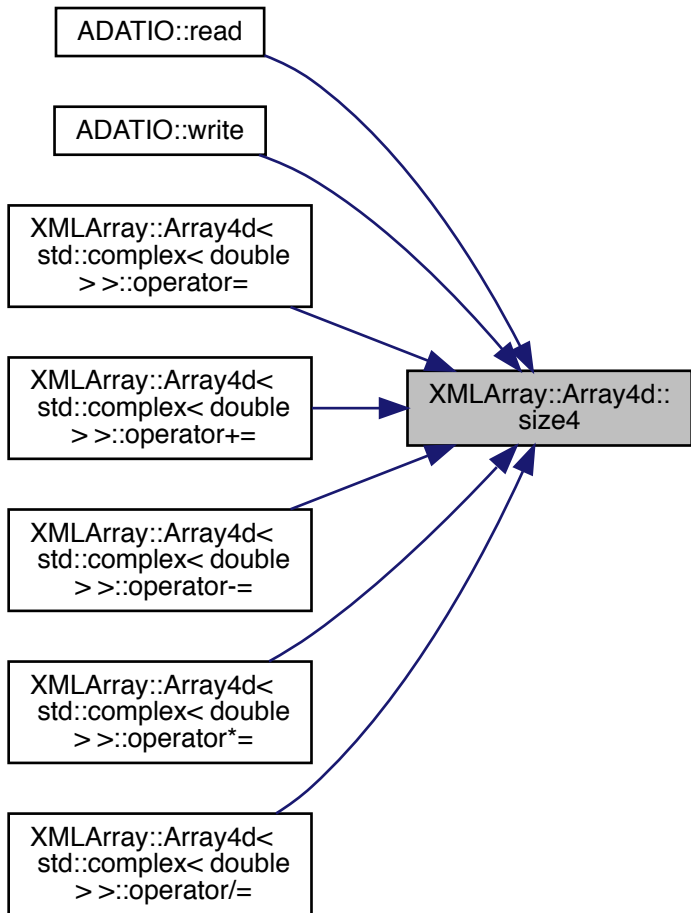 ADATIO::read
ADATIO::write
XMLArray::Array4d<
std::complex< double
> >::operator=
XMLArray::Array4d<
std::complex< double
> >::operator+=
XMLArray::Array4d::
size4
XMLArray::Array4d<
std::complex< double
> >::operator-=
XMLArray::Array4d<
std::complex< double
> >::operator*=
XMLArray::Array4d<
std::complex< double
> >::operator/=